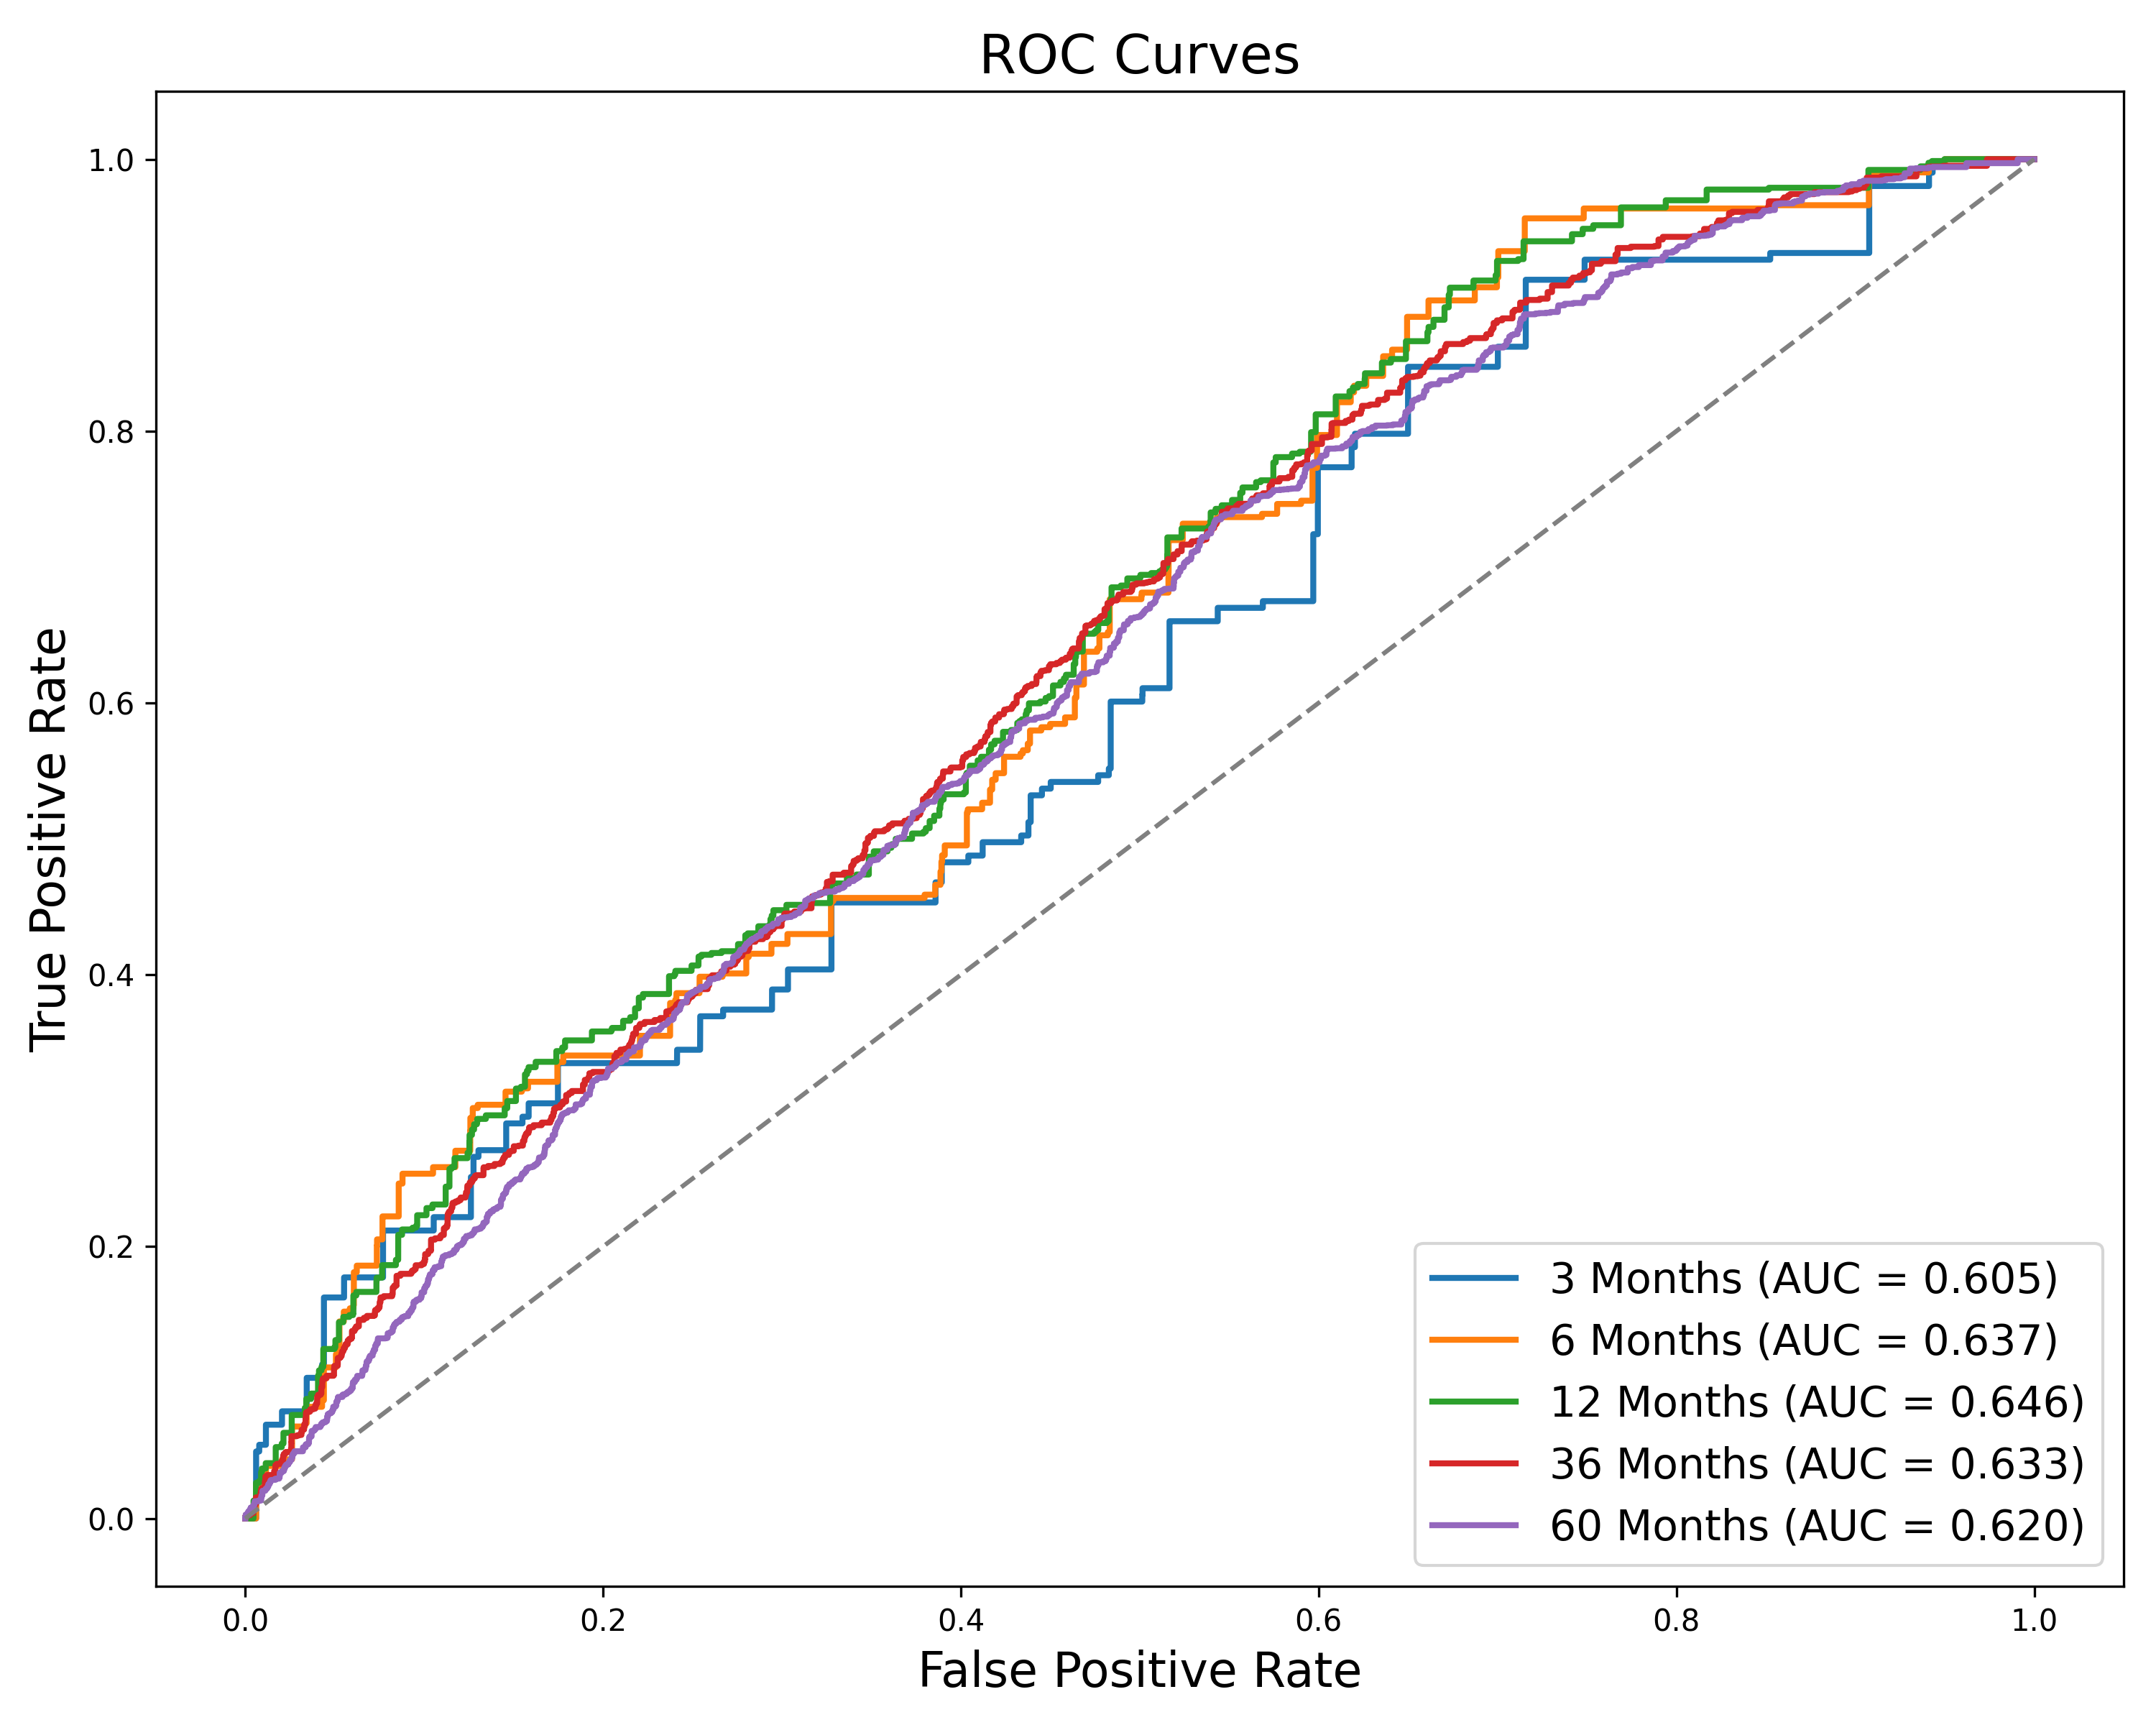 ROC Curves
True Positive Rate
1.0
0.8
0.6
0.4
0.2
0.0
0.0 0.2 0.4 0.6 0.8 1.0
False Positive Rate
3 Months (AUC = 0.605)
6 Months (AUC = 0.637)
12 Months (AUC = 0.646)
36 Months (AUC = 0.633)
60 Months (AUC = 0.620)